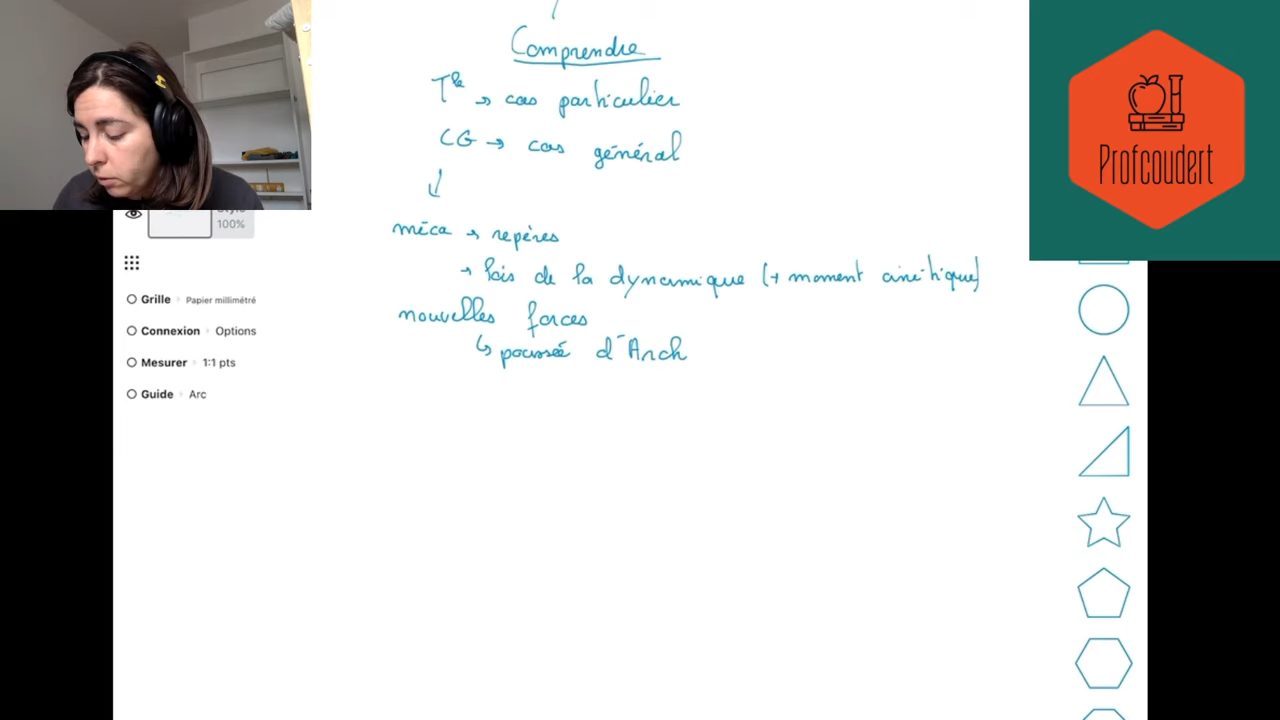 Comprendre
Tle → cas particulier
CG → cas général
méca → repères
→ lois de la dynamique (+ moment cinétique)
nouvelles forces
↳ poussée d'Arch
Profcoudert
100%
Grille › Papier millimétré
Connexion › Options
Mesurer › 1:1 pts
Guide › Arc